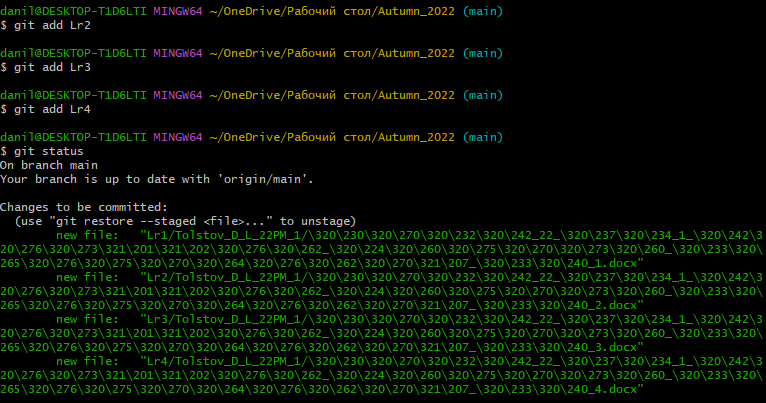 danil@DESKTOP-T1D6LTI MINGW64 ~/OneDrive/Рабочий стол/Autumn_2022 (main)
$ git add Lr2
danil@DESKTOP-T1D6LTI MINGW64 ~/OneDrive/Рабочий стол/Autumn_2022 (main)
$ git add Lr3
danil@DESKTOP-T1D6LTI MINGW64 ~/OneDrive/Рабочий стол/Autumn_2022 (main)
$ git add Lr4
danil@DESKTOP-T1D6LTI MINGW64 ~/OneDrive/Рабочий стол/Autumn_2022 (main)
$ git status
On branch main
Your branch is up to date with 'origin/main'.
Changes to be committed:
(use "git restore --staged <file>..." to unstage)
new file:   "Lr1/Tolstov_D_L_22PM_1/\320\230\320\270\320\232\320\242_22_\320\237\320\234_1_\320\242\3
20\276\320\273\321\201\321\202\320\276\320\262_\320\224\320\260\320\275\320\270\320\273\320\260_\320\233\320\
265\320\276\320\275\320\270\320\264\320\276\320\262\320\270\321\207_\320\233\320\240_1.docx"
new file:   "Lr2/Tolstov_D_L_22PM_1/\320\230\320\270\320\232\320\242_22_\320\237\320\234_1_\320\242\3
20\276\320\273\321\201\321\202\320\276\320\262_\320\224\320\260\320\275\320\270\320\273\320\260_\320\233\320\
265\320\276\320\275\320\270\320\264\320\276\320\262\320\270\321\207_\320\233\320\240_2.docx"
new file:   "Lr3/Tolstov_D_L_22PM_1/\320\230\320\270\320\232\320\242_22_\320\237\320\234_1_\320\242\3
20\276\320\273\321\201\321\202\320\276\320\262_\320\224\320\260\320\275\320\270\320\273\320\260_\320\233\320\
265\320\276\320\275\320\270\320\264\320\276\320\262\320\270\321\207_\320\233\320\240_3.docx"
new file:   "Lr4/Tolstov_D_L_22PM_1/\320\230\320\270\320\232\320\242_22_\320\237\320\234_1_\320\242\3
20\276\320\273\321\201\321\202\320\276\320\262_\320\224\320\260\320\275\320\270\320\273\320\260_\320\233\320\
265\320\276\320\275\320\270\320\264\320\276\320\262\320\270\321\207_\320\233\320\240_4.docx"